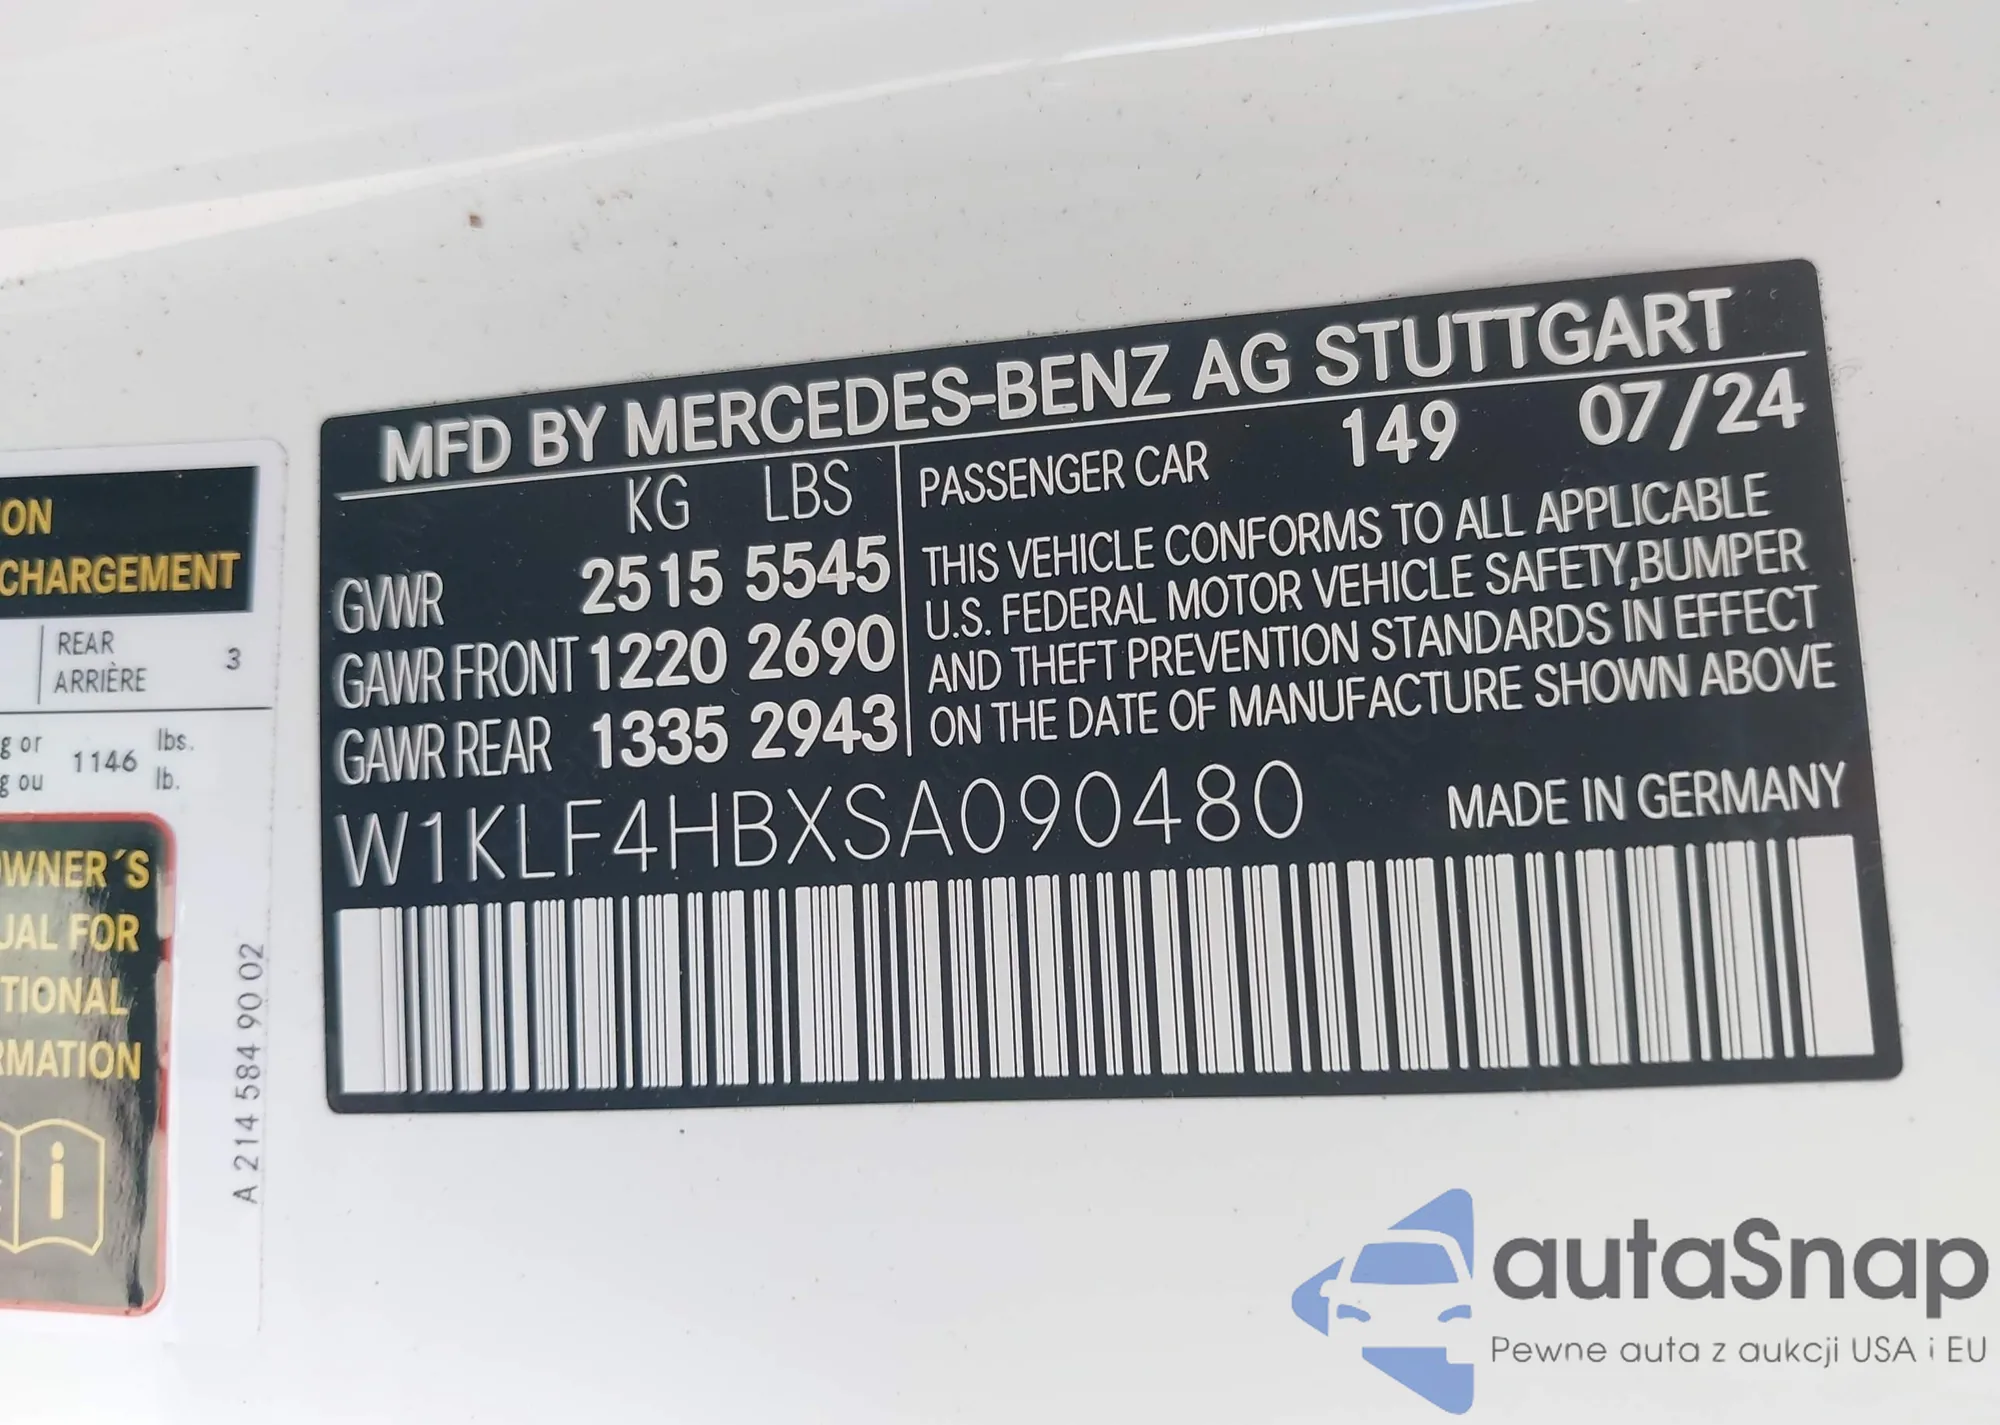 MFD BY MERCEDES-BENZ AG STUTTGART
KG LBS
GVWR 2515 5545
GAWR FRONT 1220 2690
GAWR REAR 1335 2943
PASSENGER CAR 149 07/24
THIS VEHICLE CONFORMS TO ALL APPLICABLE
U.S. FEDERAL MOTOR VEHICLE SAFETY,BUMPER
AND THEFT PREVENTION STANDARDS IN EFFECT
ON THE DATE OF MANUFACTURE SHOWN ABOVE
W1KLF4HBXSA090480
MADE IN GERMANY
ON
CHARGEMENT
REAR
ARRIÈRE 3
g or 1146 lbs.
g ou lb.
OWNER´S
UAL FOR
TIONAL
RMATION
i
A 214 584 90 02
autaSnap
Pewne auta z aukcji USA i EU